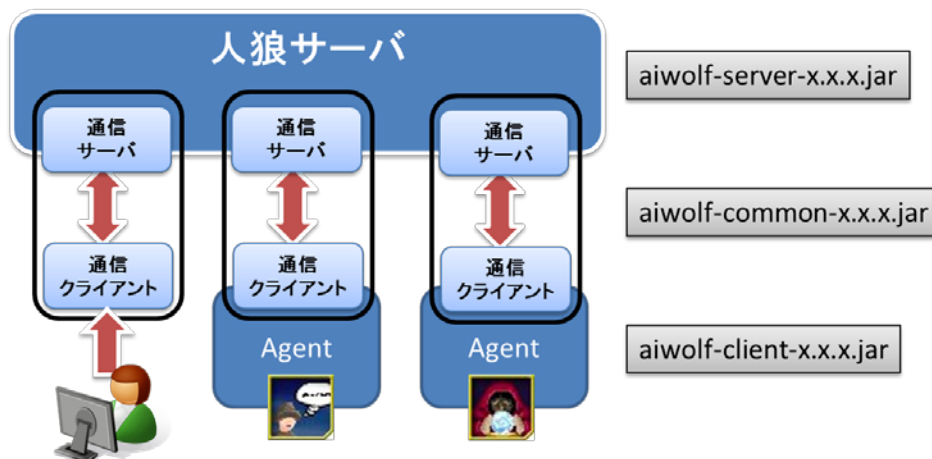 人狼サーバ
aiwolf-server-x.x.x.jar
通信
サーバ
通信
サーバ
通信
サーバ
aiwolf-common-x.x.x.jar
通信
クライアント
通信
クライアント
通信
クライアント
Agent
Agent
aiwolf-client-x.x.x.jar